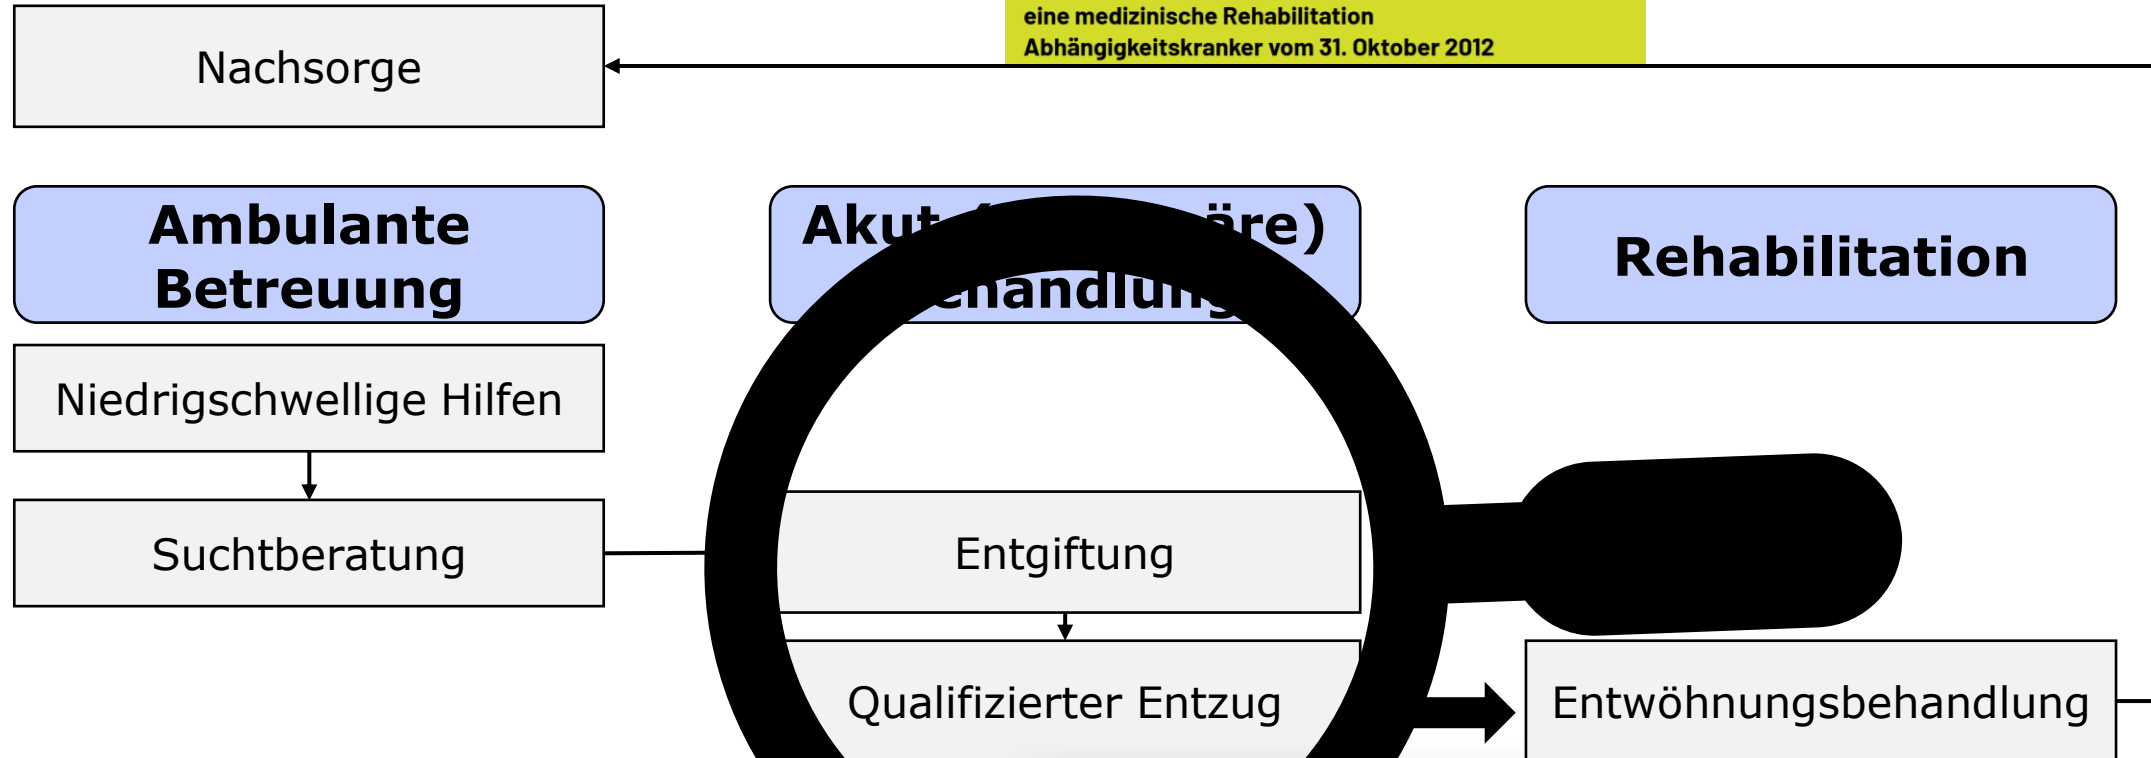 eine medizinische Rehabilitation
Abhängigkeitskranker vom 31. Oktober 2012
Nachsorge
Ambulante
Betreuung
Rehabilitation
Niedrigschwellige Hilfen
Suchtberatung
Entgiftung
Qualifizierter Entzug
Entwöhnungsbehandlung